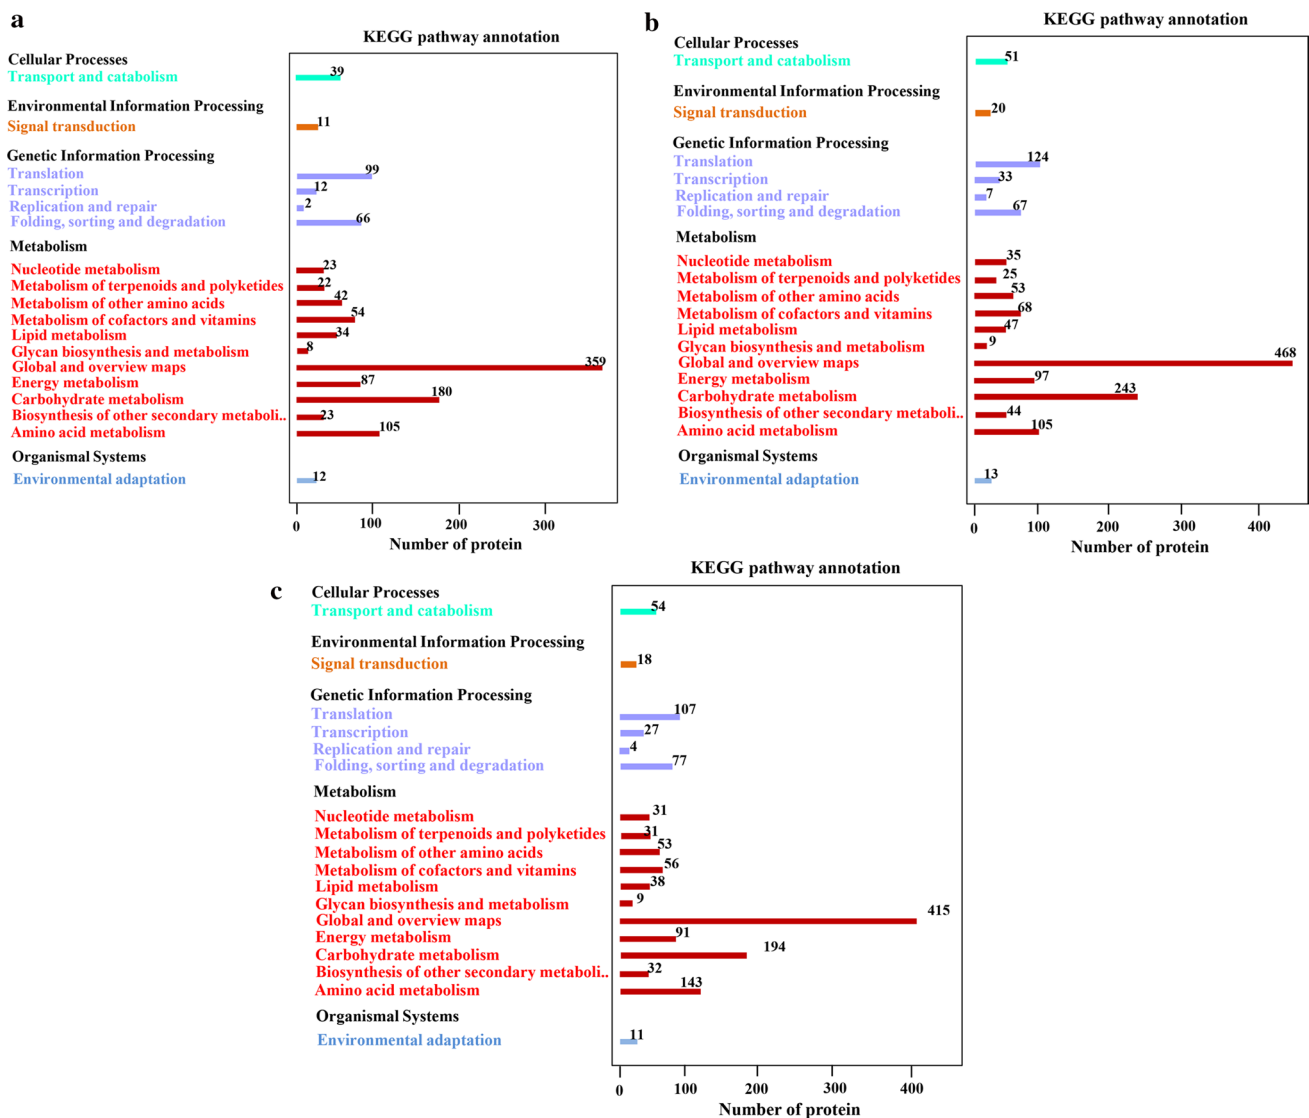 a
KEGG pathway annotation
Cellular Processes
Transport and catabolism 39
Environmental Information Processing
Signal transduction 11
Genetic Information Processing
Translation 99
Transcription 12
Replication and repair 2
Folding, sorting and degradation 66
Metabolism
Nucleotide metabolism 23
Metabolism of terpenoids and polyketides 22
Metabolism of other amino acids 42
Metabolism of cofactors and vitamins 54
Lipid metabolism 34
Glycan biosynthesis and metabolism 8
Global and overview maps 359
Energy metabolism 87
Carbohydrate metabolism 180
Biosynthesis of other secondary metaboli.. 23
Amino acid metabolism 105
Organismal Systems
Environmental adaptation 12
0 100 200 300
Number of protein
b
KEGG pathway annotation
Cellular Processes
Transport and catabolism 51
Environmental Information Processing
Signal transduction 20
Genetic Information Processing
Translation 124
Transcription 33
Replication and repair 7
Folding, sorting and degradation 67
Metabolism
Nucleotide metabolism 35
Metabolism of terpenoids and polyketides 25
Metabolism of other amino acids 53
Metabolism of cofactors and vitamins 68
Lipid metabolism 47
Glycan biosynthesis and metabolism 9
Global and overview maps 468
Energy metabolism 97
Carbohydrate metabolism 243
Biosynthesis of other secondary metaboli.. 44
Amino acid metabolism 105
Organismal Systems
Environmental adaptation 13
0 100 200 300 400
Number of protein
c
KEGG pathway annotation
Cellular Processes
Transport and catabolism 54
Environmental Information Processing
Signal transduction 18
Genetic Information Processing
Translation 107
Transcription 27
Replication and repair 4
Folding, sorting and degradation 77
Metabolism
Nucleotide metabolism 31
Metabolism of terpenoids and polyketides 31
Metabolism of other amino acids 53
Metabolism of cofactors and vitamins 56
Lipid metabolism 38
Glycan biosynthesis and metabolism 9
Global and overview maps 415
Energy metabolism 91
Carbohydrate metabolism 194
Biosynthesis of other secondary metaboli.. 32
Amino acid metabolism 143
Organismal Systems
Environmental adaptation 11
0 100 200 300 400
Number of protein